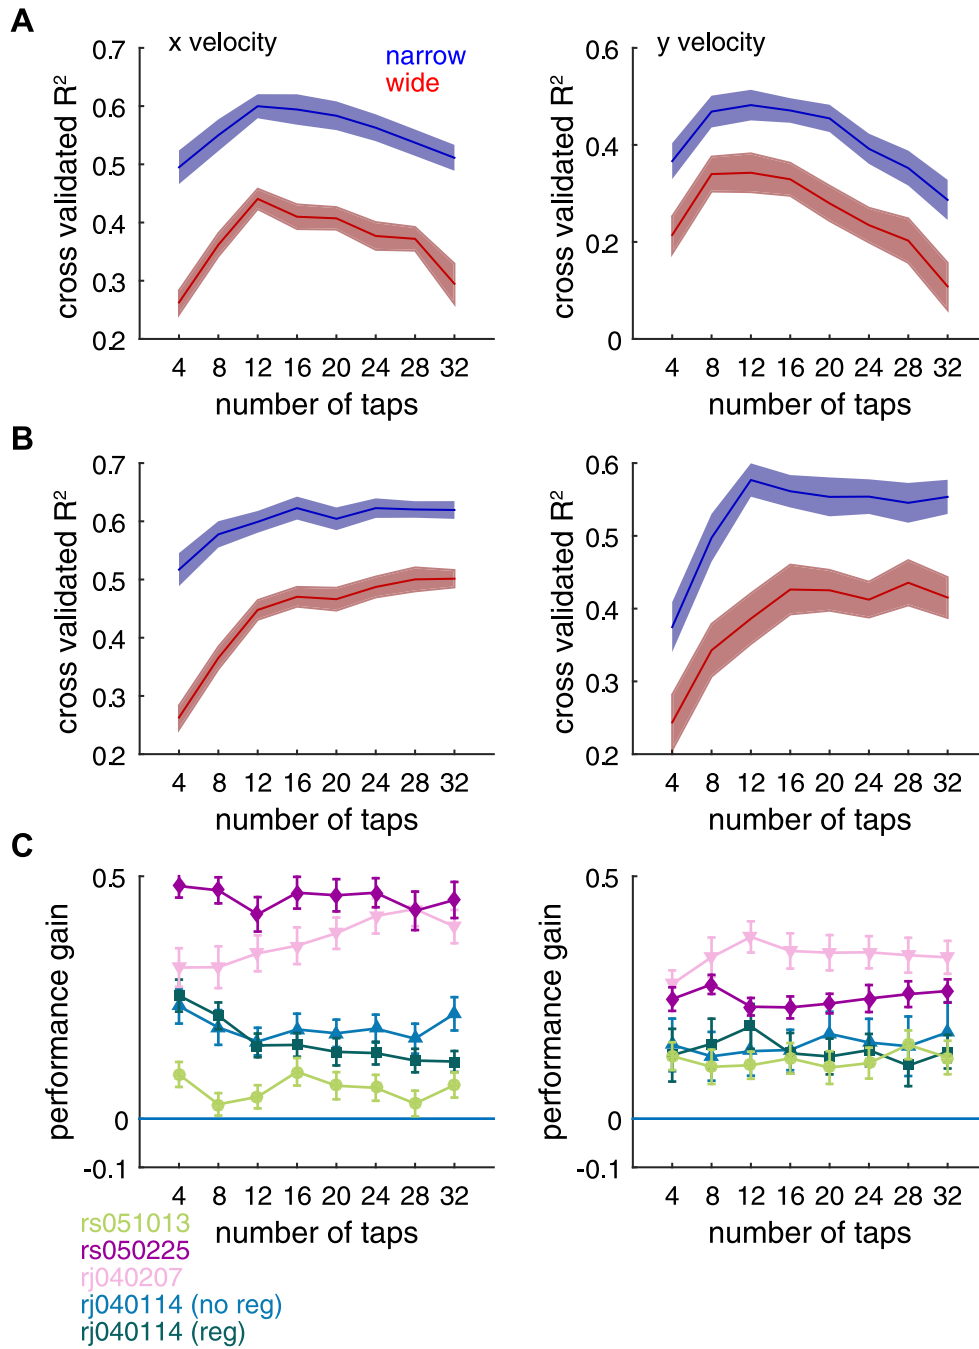 A
x velocity
narrow
wide
cross validated R²
0.7
0.6
0.5
0.4
0.3
0.2
4 8 12 16 20 24 28 32
number of taps
y velocity
cross validated R²
0.6
0.4
0.2
0
4 8 12 16 20 24 28 32
number of taps
B
cross validated R²
0.7
0.6
0.5
0.4
0.3
0.2
4 8 12 16 20 24 28 32
number of taps
cross validated R²
0.6
0.5
0.4
0.3
0.2
4 8 12 16 20 24 28 32
number of taps
C
performance gain
0.5
0
-0.1
4 8 12 16 20 24 28 32
number of taps
performance gain
0.5
0
-0.1
4 8 12 16 20 24 28 32
number of taps
rs051013
rs050225
rj040207
rj040114 (no reg)
rj040114 (reg)